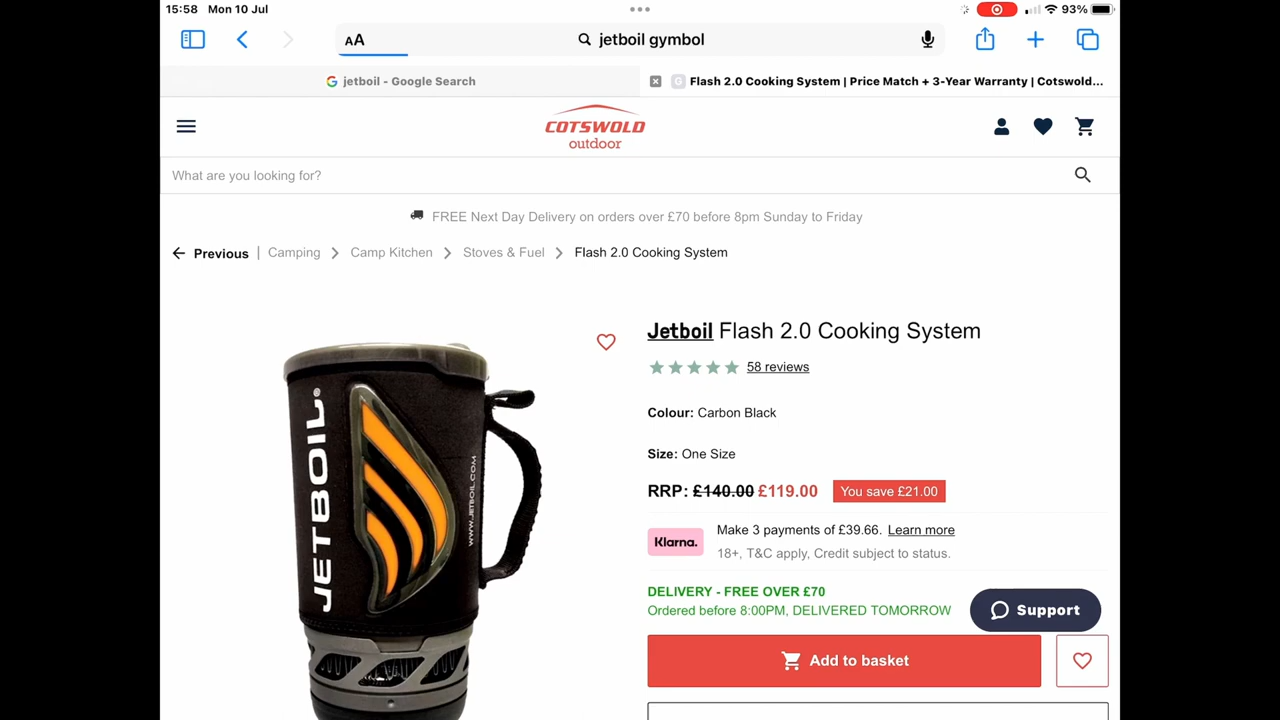 15:58 Mon 10 Jul
93%
AA
jetboil gymbol
jetboil - Google Search
G
Flash 2.0 Cooking System | Price Match + 3-Year Warranty | Cotswold...
COTSWOLD
outdoor
What are you looking for?
FREE Next Day Delivery on orders over £70 before 8pm Sunday to Friday
Previous | Camping Camp Kitchen Stoves & Fuel Flash 2.0 Cooking System
Jetboil Flash 2.0 Cooking System
58 reviews
Colour: Carbon Black
Size: One Size
RRP: £140.00 £119.00 You save £21.00
Klarna.
Make 3 payments of £39.66. Learn more
18+, T&C apply, Credit subject to status.
DELIVERY - FREE OVER £70
Ordered before 8:00PM, DELIVERED TOMORROW
Support
Add to basket
JETBOIL®
WWW.JETBOIL.COM